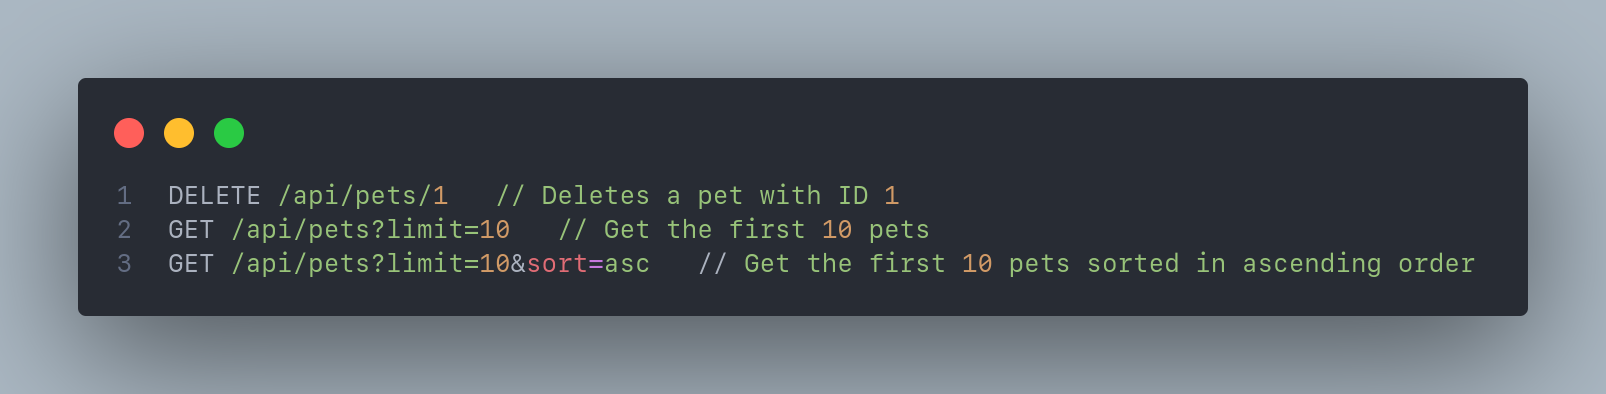 1 DELETE /api/pets/1 // Deletes a pet with ID 1
2 GET /api/pets?limit=10 // Get the first 10 pets
3 GET /api/pets?limit=10&sort=asc // Get the first 10 pets sorted in ascending order